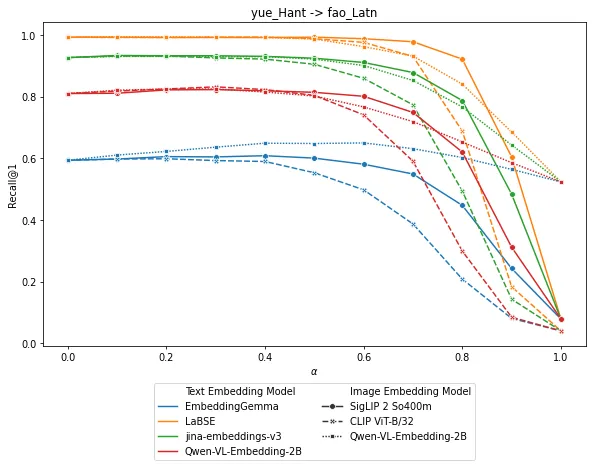 yue_Hant -> fao_Latn
1.0
0.8
0.6
0.4
0.2
0.0
Recall@1
0.0 0.2 0.4 0.6 0.8 1.0
α
Text Embedding Model Image Embedding Model
EmbeddingGemma SigLIP 2 So400m
LaBSE CLIP ViT-B/32
jina-embeddings-v3 Qwen-VL-Embedding-2B
Qwen-VL-Embedding-2B